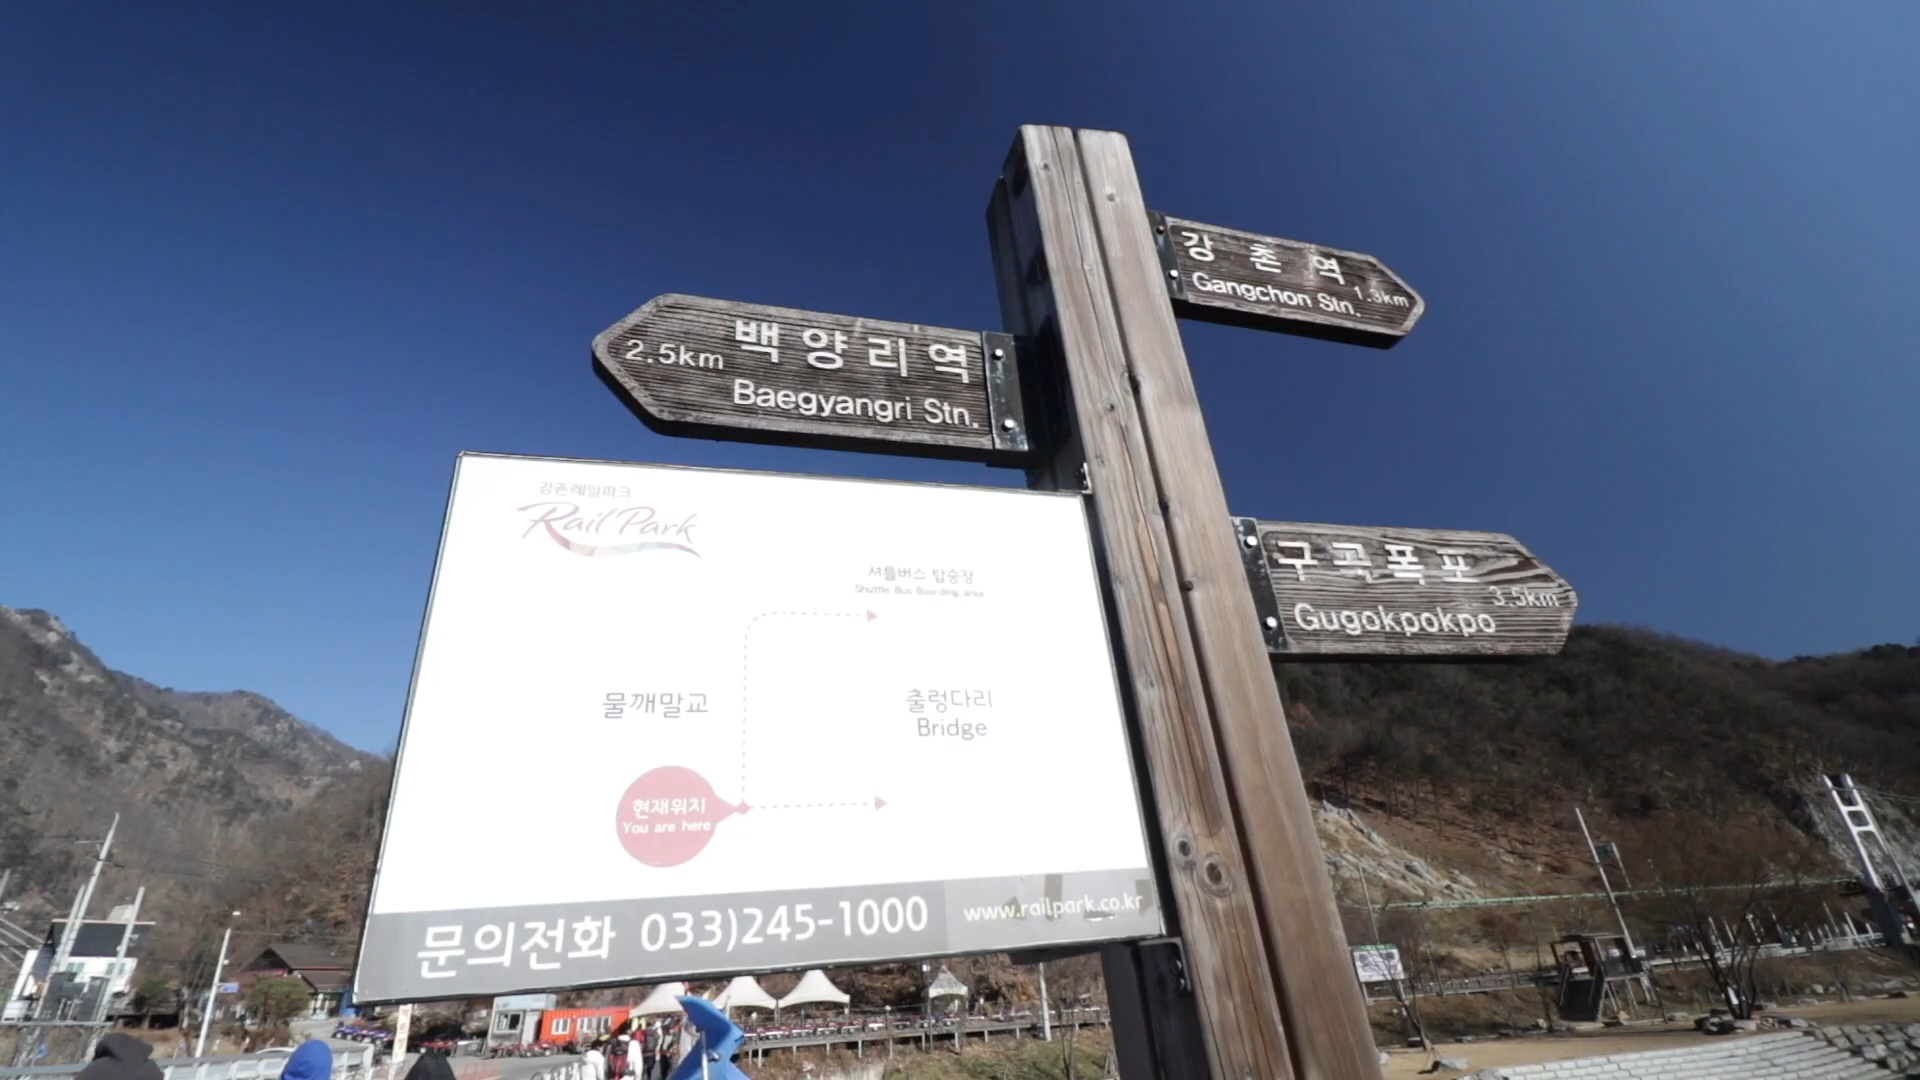 강촌역
Gangchon Stn.
1.3km
2.5km
백양리역
Baegyangri Stn.
강촌레일파크
Rail Park
셔틀버스 탑승장
Shuttle Bus Boarding area
구곡폭포
3.5km
Gugokpokpo
물깨말교
출렁다리
Bridge
현재위치
You are here
문의전화 033)245-1000
www.railpark.co.kr